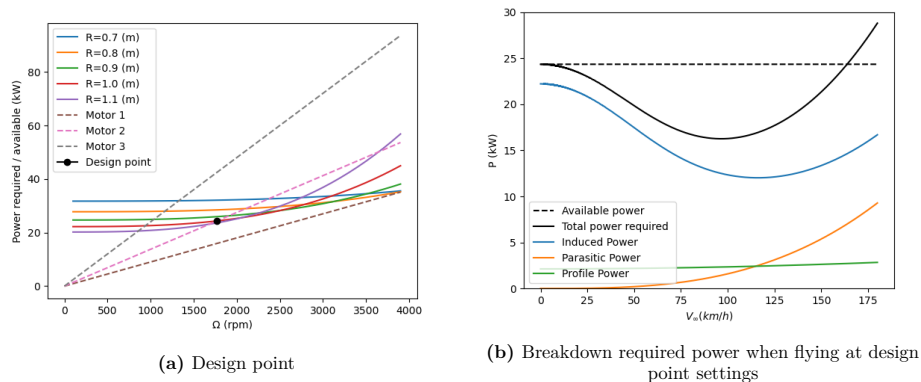 Power required / available (kW)
80
60
40
20
0
R=0.7 (m)
R=0.8 (m)
R=0.9 (m)
R=1.0 (m)
R=1.1 (m)
Motor 1
Motor 2
Motor 3
Design point
0 500 1000 1500 2000 2500 3000 3500 4000
Ω (rpm)
(a) Design point
P (kW)
30
25
20
15
10
5
0
Available power
Total power required
Induced Power
Parasitic Power
Profile Power
0 25 50 75 100 125 150 175
V∞(km/h)
(b) Breakdown required power when flying at design
point settings